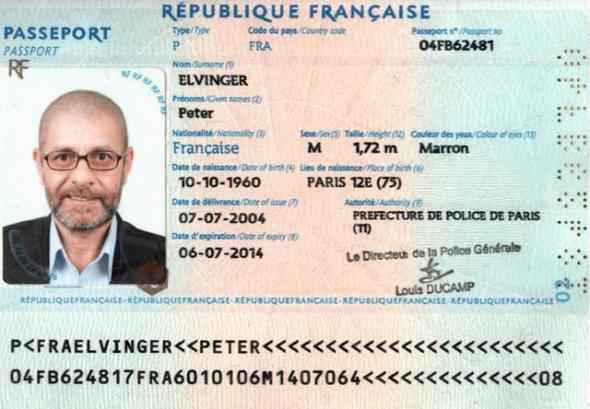 RÉPUBLIQUE FRANÇAISE
PASSEPORT
PASSPORT
Type/Type Code du pays/Country code Passeport n°/Passport no
P FRA 04FB62481
RF
Nom/Surname (1)
ELVINGER
Prénoms/Given names (2)
Peter
Nationalité/Nationality (3) Sexe/Sex (5) Taille/Height (12) Couleur des yeux/Colour of eyes (13)
Française M 1,72 m Marron
Date de naissance/Date of birth (4) Lieu de naissance/Place of birth (6)
10-10-1960 PARIS 12E (75)
Date de délivrance/Date of issue (7) Autorité/Authority (9)
07-07-2004 PREFECTURE DE POLICE DE PARIS
(11)
Date d'expiration/Date of expiry (8)
06-07-2014
Le Directeur de la Police Générale
Louis DUCAMP
02
RÉPUBLIQUEFRANÇAISE-RÉPUBLIQUEFRANÇAISE-RÉPUBLIQUEFRANÇAISE-RÉPUBLIQUEFRANÇAISE-RÉPUBLIQUEFRANÇAISE
P<FRAELVINGER<<PETER<<<<<<<<<<<<<<<<<<<<<<<<
04FB624817FRA6010106M1407064<<<<<<<<<<<<<<08